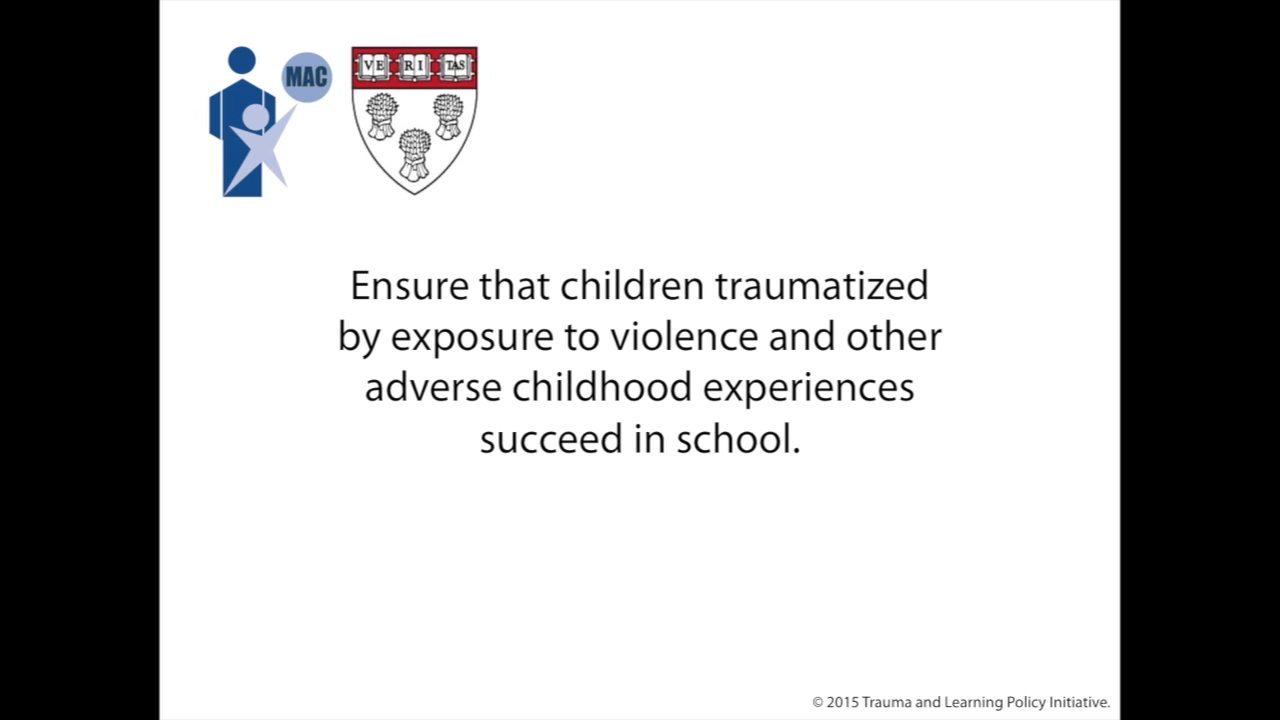 MAC
VE RI TAS
Ensure that children traumatized
by exposure to violence and other
adverse childhood experiences
succeed in school.
© 2015 Trauma and Learning Policy Initiative.